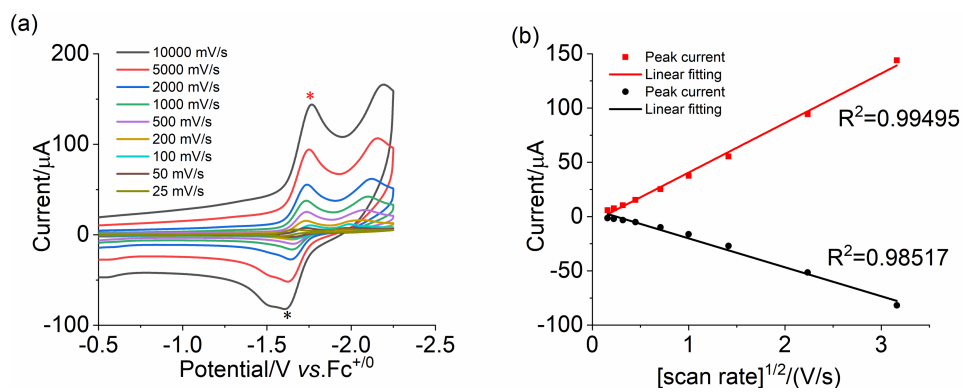 (a)
200
100
0
-100
Current/μA
10000 mV/s
5000 mV/s
2000 mV/s
1000 mV/s
500 mV/s
200 mV/s
100 mV/s
50 mV/s
25 mV/s
*
*
-0.5 -1.0 -1.5 -2.0 -2.5
Potential/V vs.Fc⁺/⁰
(b)
150
100
50
0
-50
-100
Current/μA
Peak current
Linear fitting
Peak current
Linear fitting
R²=0.99495
R²=0.98517
0 1 2 3
[scan rate]¹/²/(V/s)